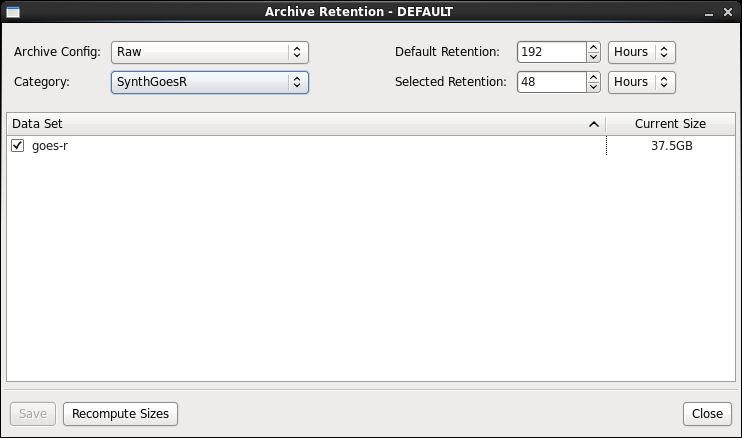 Archive Retention - DEFAULT
Archive Config: Raw Default Retention: 192 Hours
Category: SynthGoesR Selected Retention: 48 Hours
Data Set Current Size
goes-r 37.5GB
Save Recompute Sizes Close